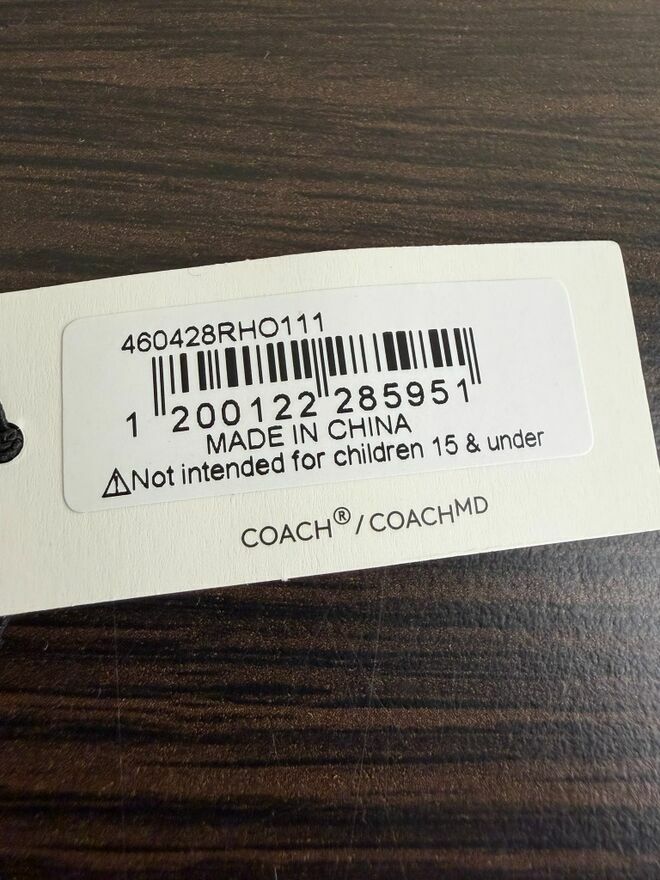 460428RHO111
1 200122 285951
MADE IN CHINA
⚠Not intended for children 15 & under
COACH®/COACHMD